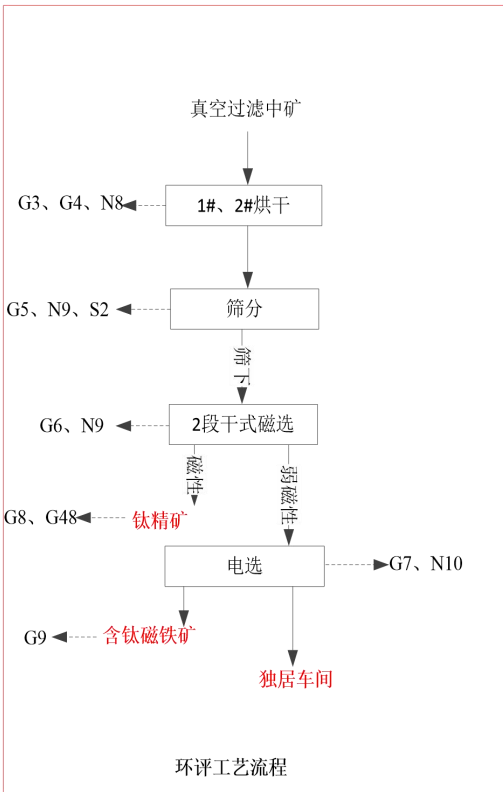 真空过滤中矿
G3、G4、N8
1#、2#烘干
G5、N9、S2
筛分
筛下
G6、N9
2段干式磁选
磁性
弱磁性
G8、G48
钛精矿
电选
G7、N10
G9
含钛磁铁矿
独居车间
环评工艺流程